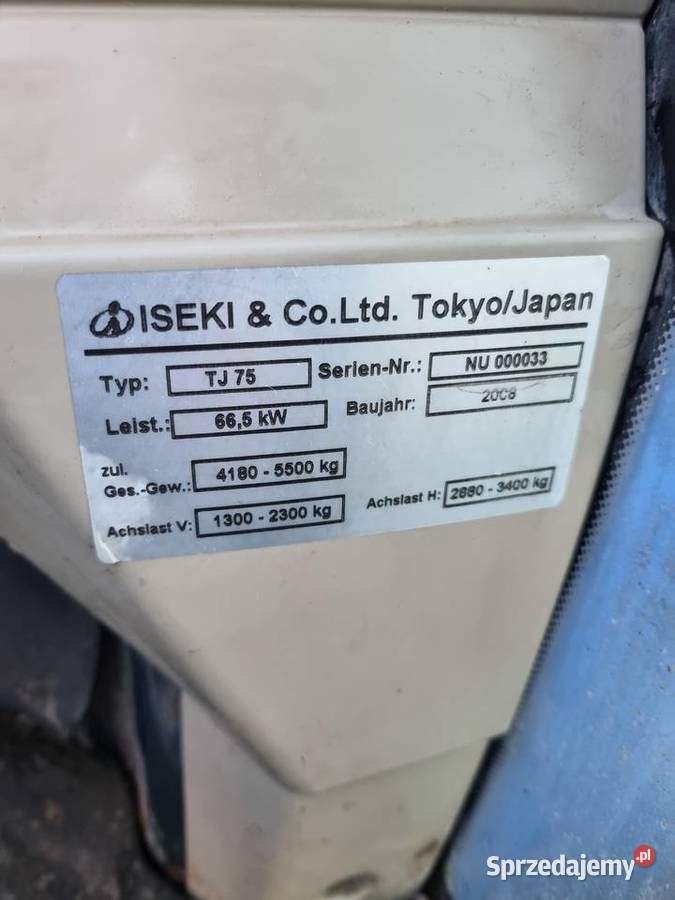 ISEKI & Co.Ltd. Tokyo/Japan
Typ: TJ 75 Serien-Nr.: NU 000033
Leist.: 66,5 kW Baujahr: 2008
zul.
Ges.-Gew.: 4180 - 5500 kg
Achslast V: 1300 - 2300 kg Achslast H: 2880 - 3400 kg
Sprzedajemy.pl